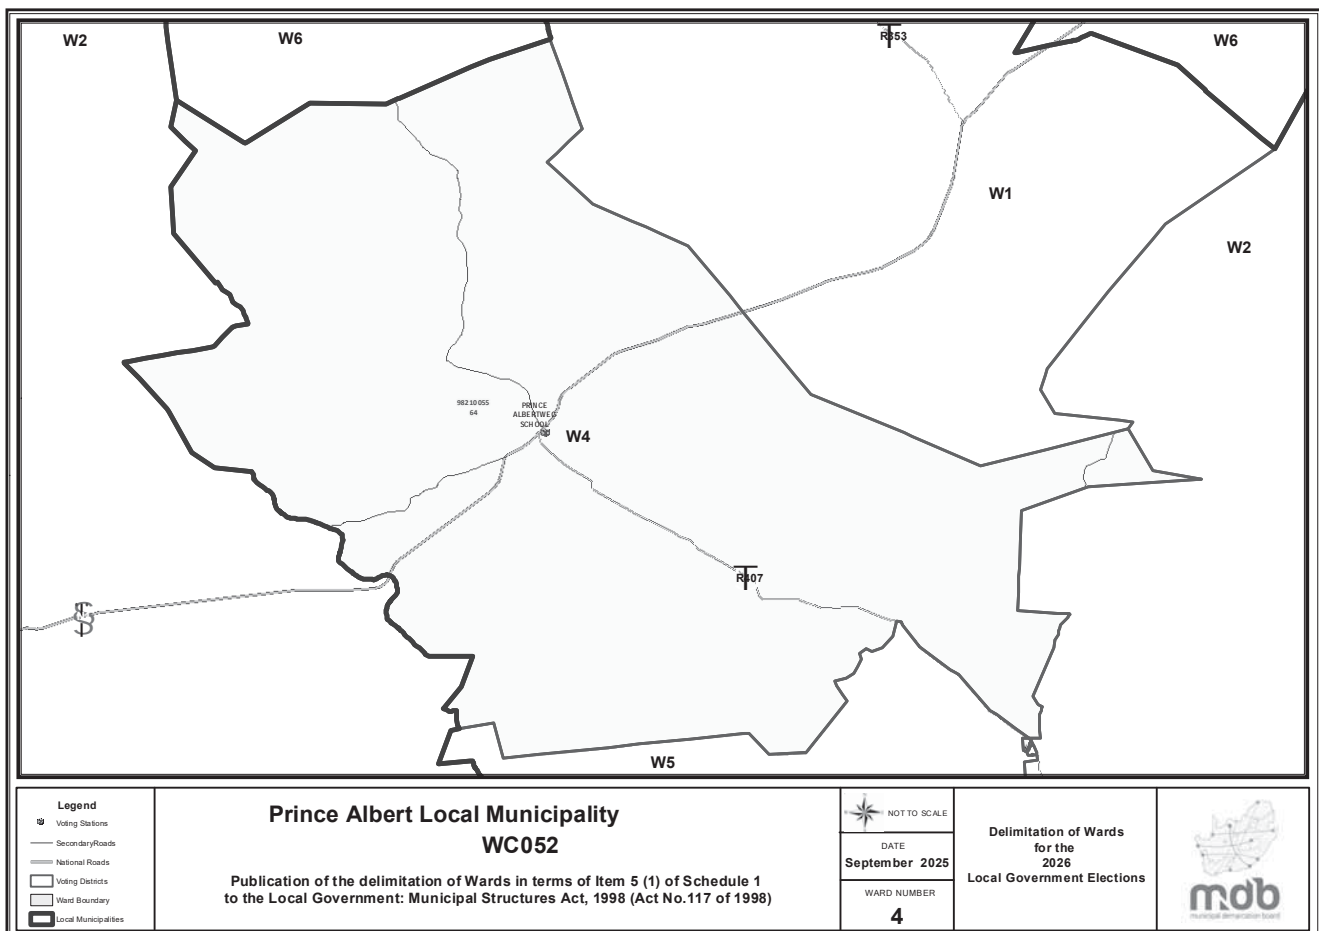 W2
W6
R353
W6
W1
W2
98210055
64
PRINCE
ALBERTWEG
SCHOOL
W4
R407
W5
Legend
Voting Stations
SecondaryRoads
National Roads
Voting Districts
Ward Boundary
Local Municipalities
Prince Albert Local Municipality
WC052
Publication of the delimitation of Wards in terms of Item 5 (1) of Schedule 1
to the Local Government: Municipal Structures Act, 1998 (Act No.117 of 1998)
NOT TO SCALE
DATE
September 2025
WARD NUMBER
4
Delimitation of Wards
for the
2026
Local Government Elections
mdb
municipal demarcation board